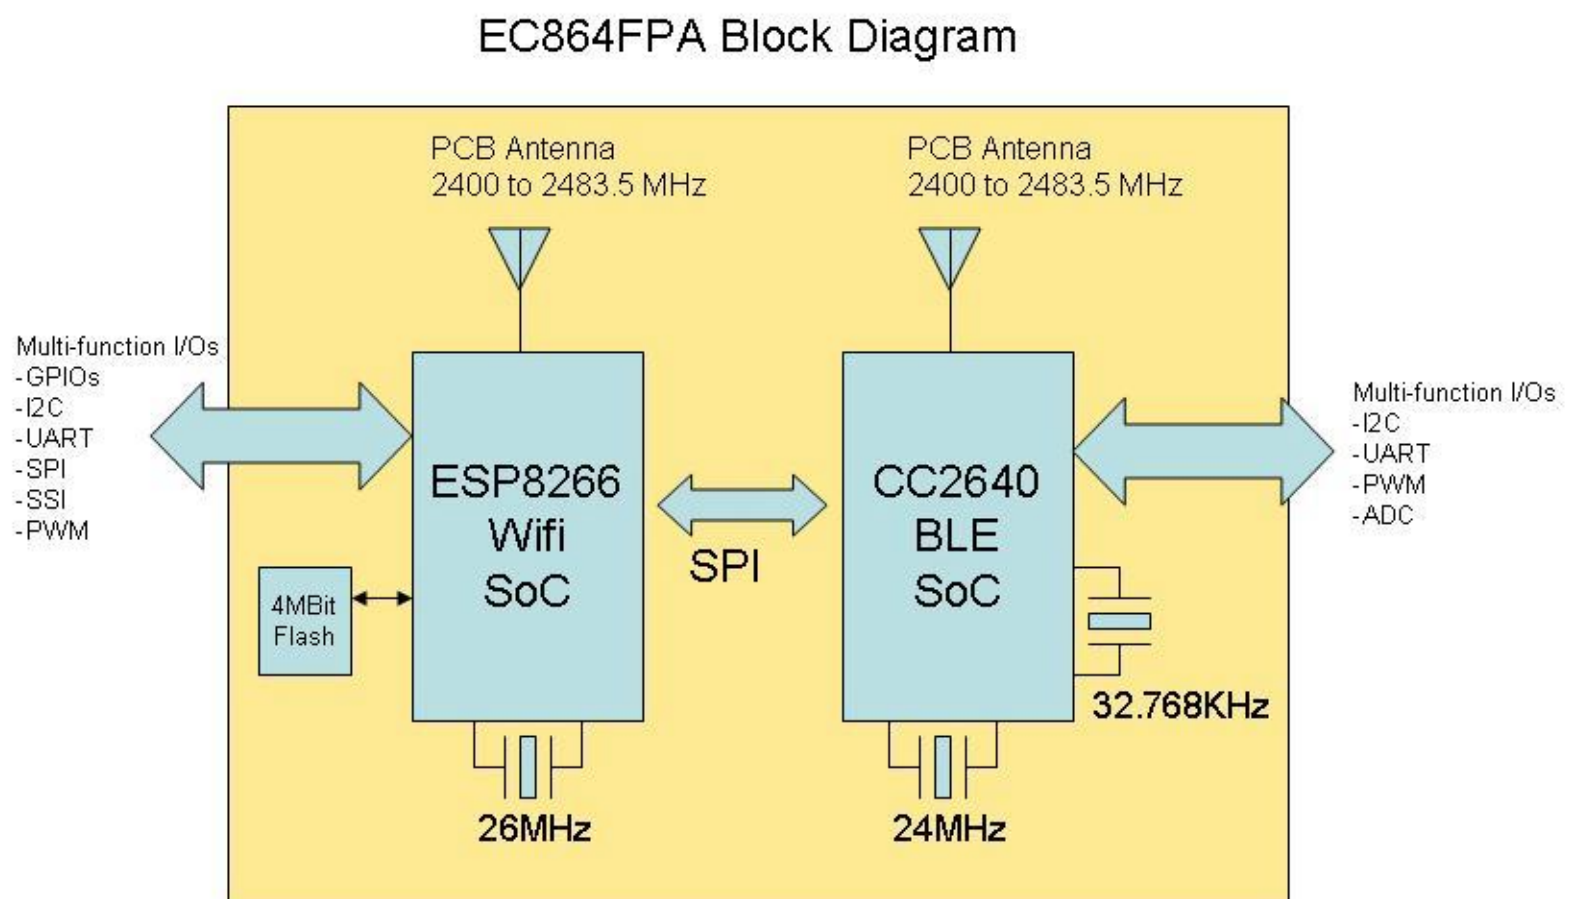 EC864FPA Block Diagram
PCB Antenna
2400 to 2483.5 MHz
PCB Antenna
2400 to 2483.5 MHz
Multi-function I/Os
-GPIOs
-I2C
-UART
-SPI
-SSI
-PWM
ESP8266
Wifi
SoC
4MBit
Flash
26MHz
SPI
CC2640
BLE
SoC
24MHz
32.768KHz
Multi-function I/Os
-I2C
-UART
-PWM
-ADC